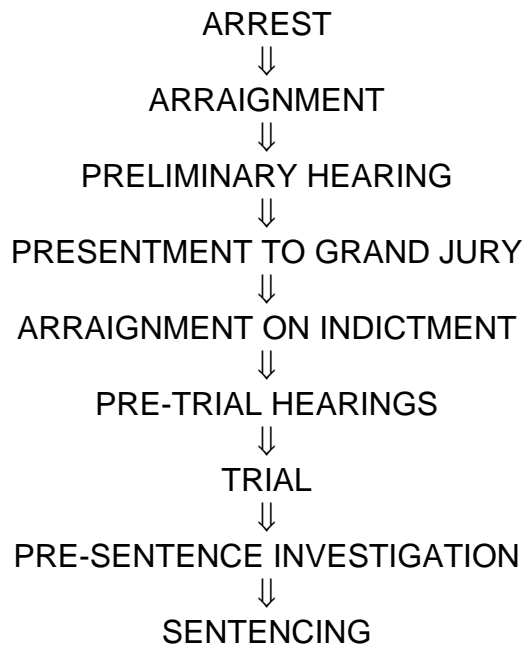 ARREST
⇓
ARRAIGNMENT
⇓
PRELIMINARY HEARING
⇓
PRESENTMENT TO GRAND JURY
⇓
ARRAIGNMENT ON INDICTMENT
⇓
PRE-TRIAL HEARINGS
⇓
TRIAL
⇓
PRE-SENTENCE INVESTIGATION
⇓
SENTENCING